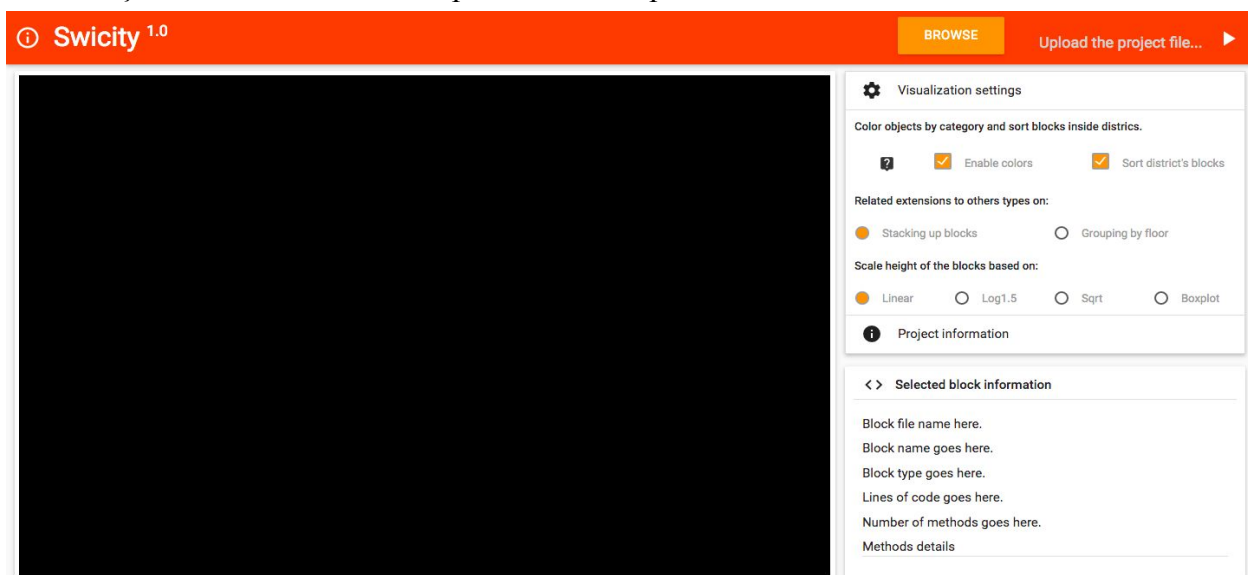 Swicity 1.0
BROWSE
Upload the project file...
Visualization settings
Color objects by category and sort blocks inside districs.
Enable colors
Sort district's blocks
Related extensions to others types on:
Stacking up blocks
Grouping by floor
Scale height of the blocks based on:
Linear
Log1.5
Sqrt
Boxplot
Project information
<> Selected block information
Block file name here.
Block name goes here.
Block type goes here.
Lines of code goes here.
Number of methods goes here.
Methods details